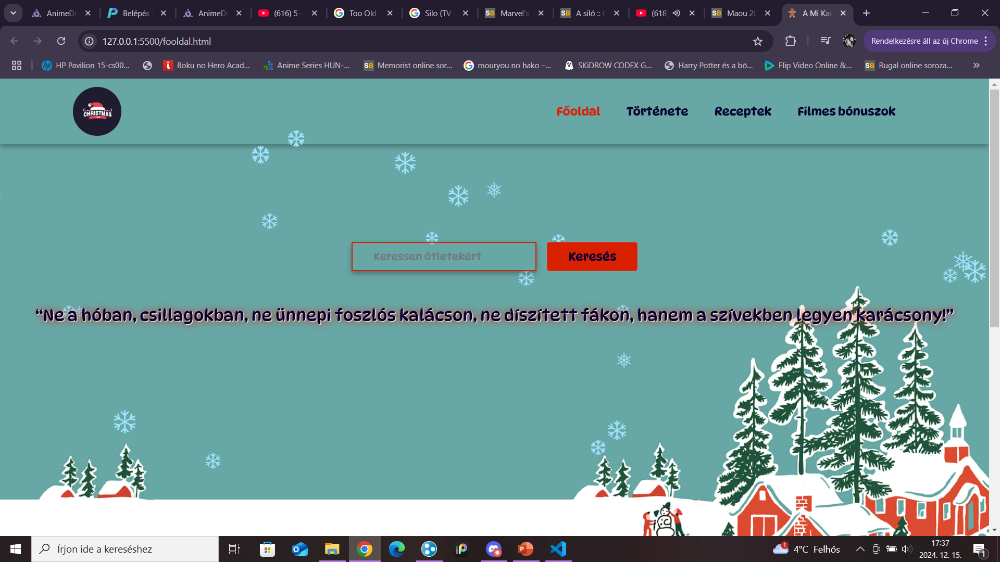 AnimeDr
Belépés
AnimeDr
(616) 5 -
Too Old
Silo (TV
Marvel's
A siló :: 
(618)
Maou 20
A Mi Kar
127.0.0.1:5500/fooldal.html
Rendelkezésre áll az új Chrome
HP Pavilion 15-cs00...
Boku no Hero Acad...
Anime Series HUN-...
SB Memorist online sor...
mouryou no hako –...
SKiDROW CODEX G...
Harry Potter és a bö...
Flip Video Online &...
SB Rugal online soroza...
CHRISTMAS
Főoldal
Története
Receptek
Filmes bónuszok
Keressen ötletekért
Keresés
“Ne a hóban, csillagokban, ne ünnepi foszlós kalácson, ne díszített fákon, hanem a szívekben legyen karácsony!”
Írjon ide a kereséshez
1
4°C Felhős
17:37
2024. 12. 15.
1